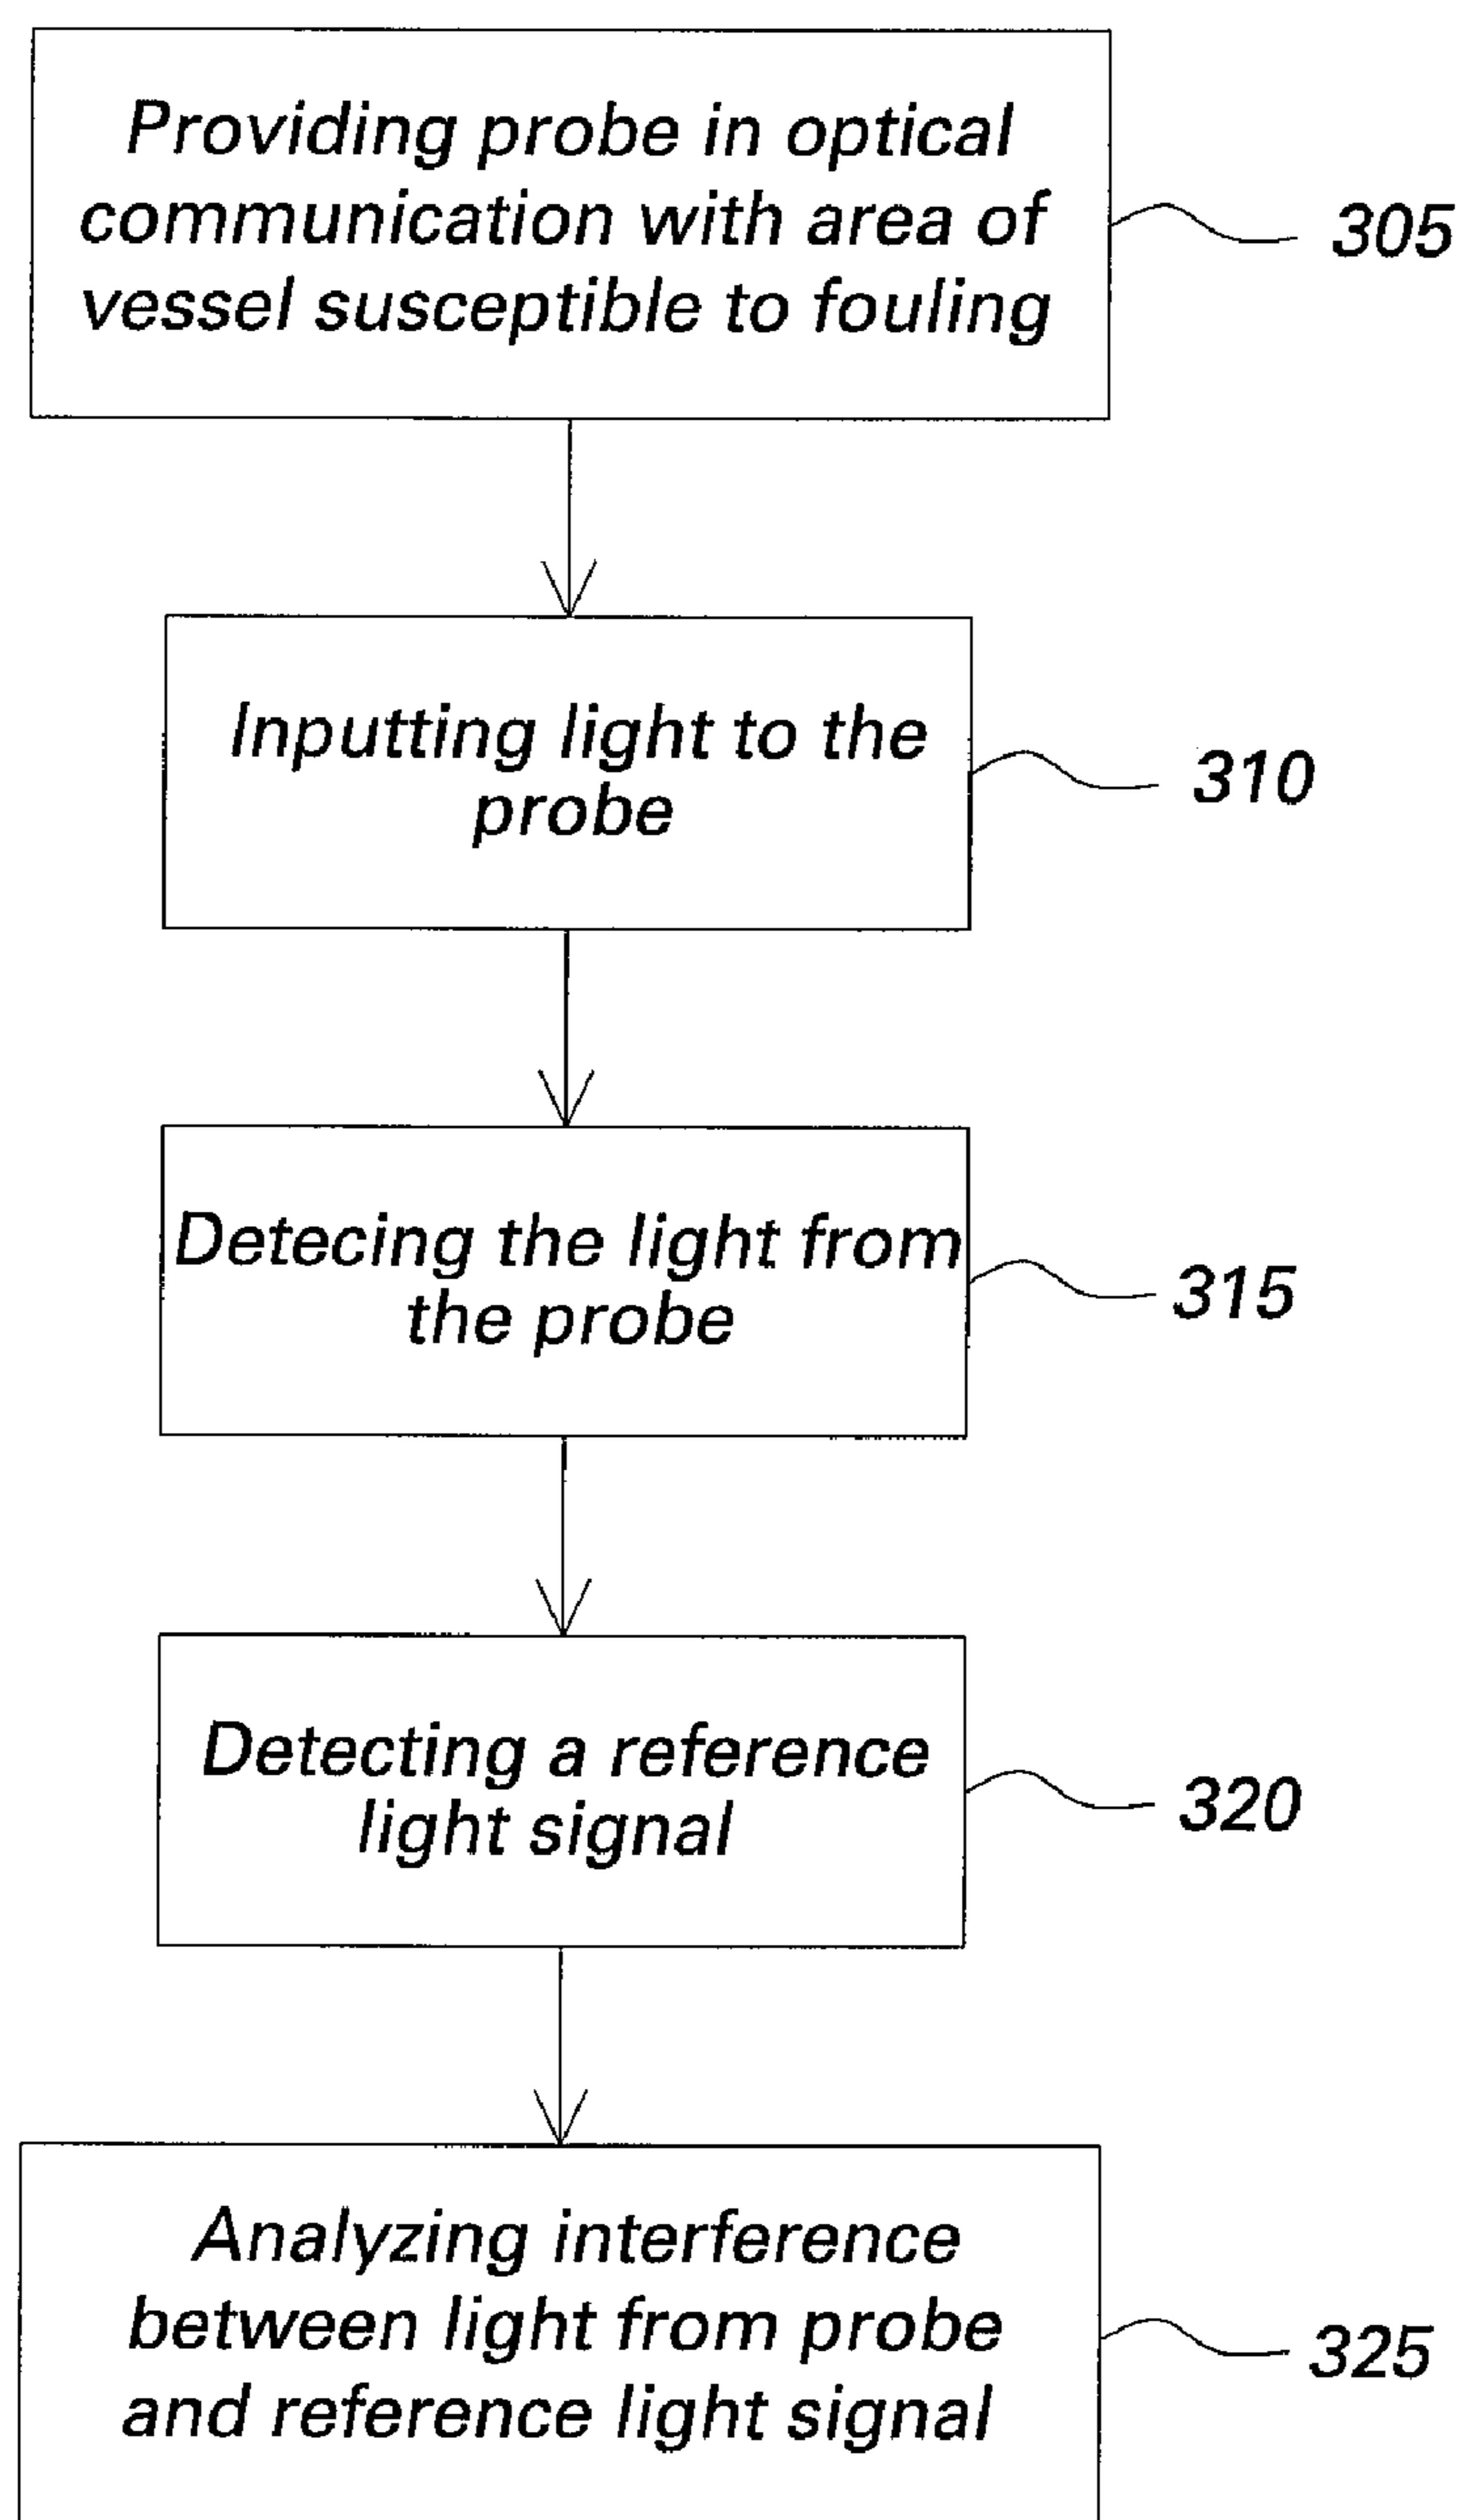 Providing probe in optical
communication with area of
vessel susceptible to fouling
305
Inputting light to the
probe
310
Detecing the light from
the probe
315
Detecting a reference
light signal
320
Analyzing interference
between light from probe
and reference light signal
325